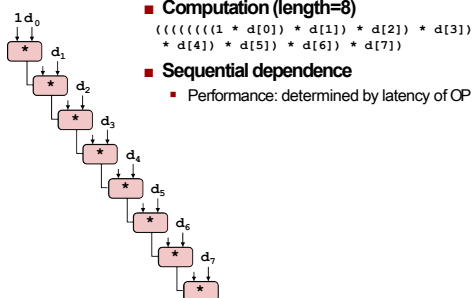 ■ Computation (length=8)
((((((((1 * d[0]) * d[1]) * d[2]) * d[3])
* d[4]) * d[5]) * d[6]) * d[7])
■ Sequential dependence
▪ Performance: determined by latency of OP
1 d0
*
d1
*
d2
*
d3
*
d4
*
d5
*
d6
*
d7
*